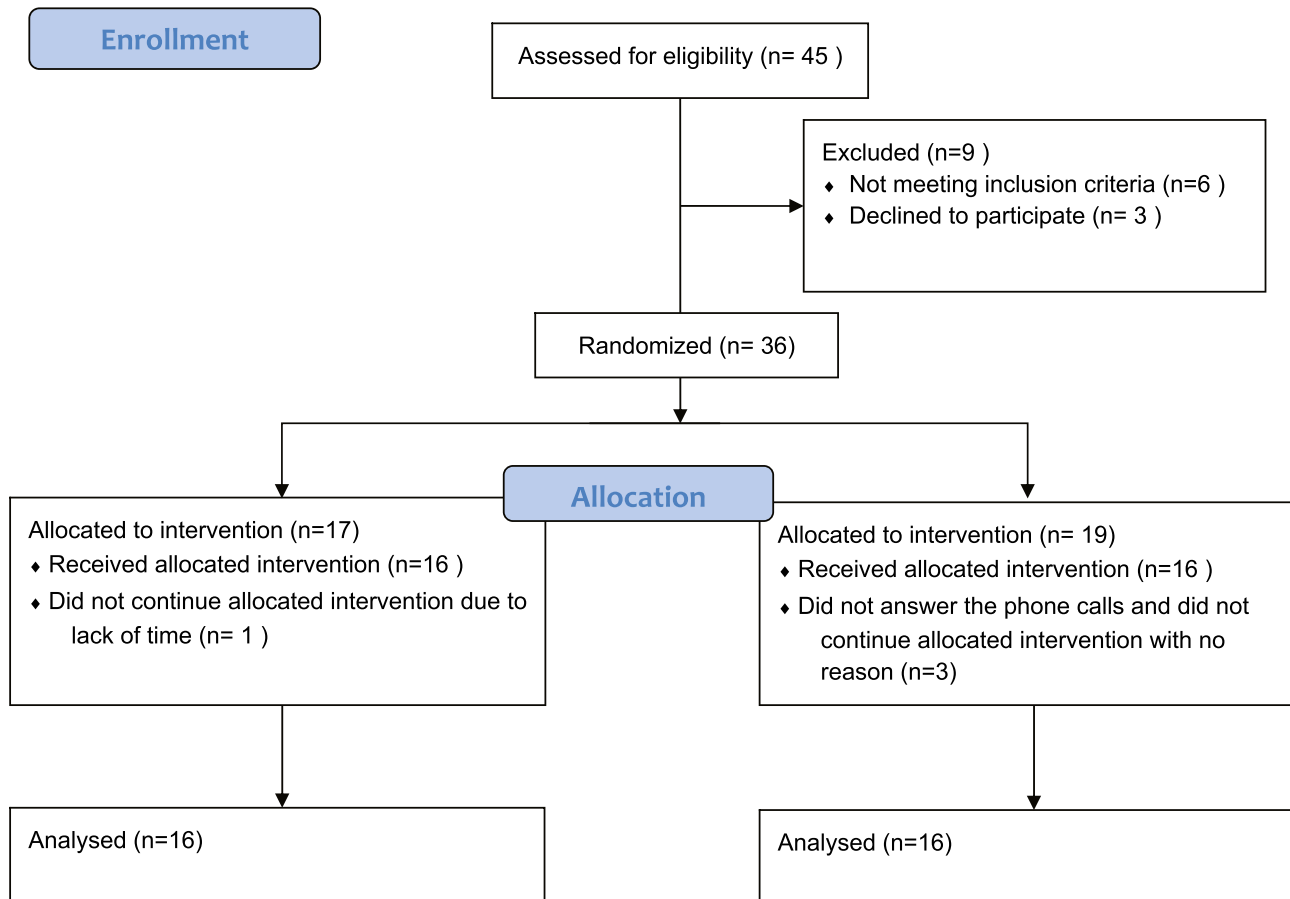 Enrollment
Assessed for eligibility (n= 45 )
Excluded (n=9 )
♦ Not meeting inclusion criteria (n=6 )
♦ Declined to participate (n= 3 )
Randomized (n= 36)
Allocation
Allocated to intervention (n=17)
♦ Received allocated intervention (n=16 )
♦ Did not continue allocated intervention due to
lack of time (n= 1 )
Allocated to intervention (n= 19)
♦ Received allocated intervention (n=16 )
♦ Did not answer the phone calls and did not
continue allocated intervention with no
reason (n=3)
Analysed (n=16)
Analysed (n=16)